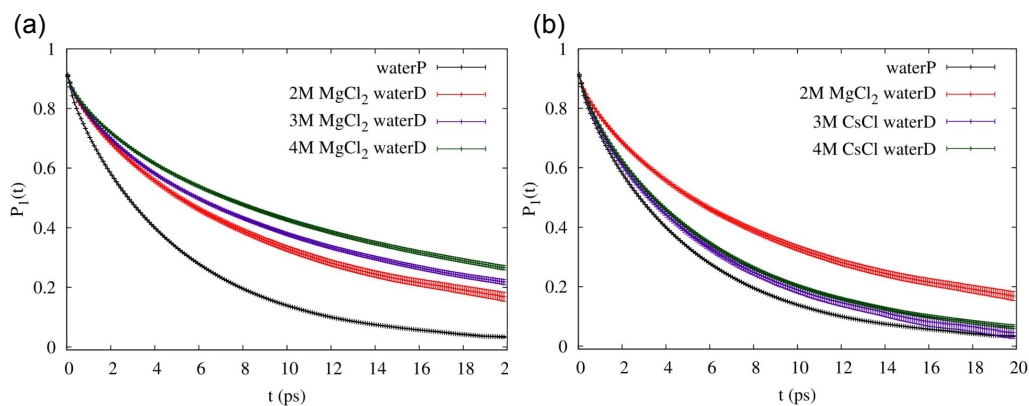 (a)
1
0.8
0.6
0.4
0.2
0
P₁(t)
waterP
2M MgCl₂ waterD
3M MgCl₂ waterD
4M MgCl₂ waterD
0 2 4 6 8 10 12 14 16 18 2
t (ps)
(b)
1
0.8
0.6
0.4
0.2
0
P₁(t)
waterP
2M MgCl₂ waterD
3M CsCl waterD
4M CsCl waterD
0 2 4 6 8 10 12 14 16 18 20
t (ps)